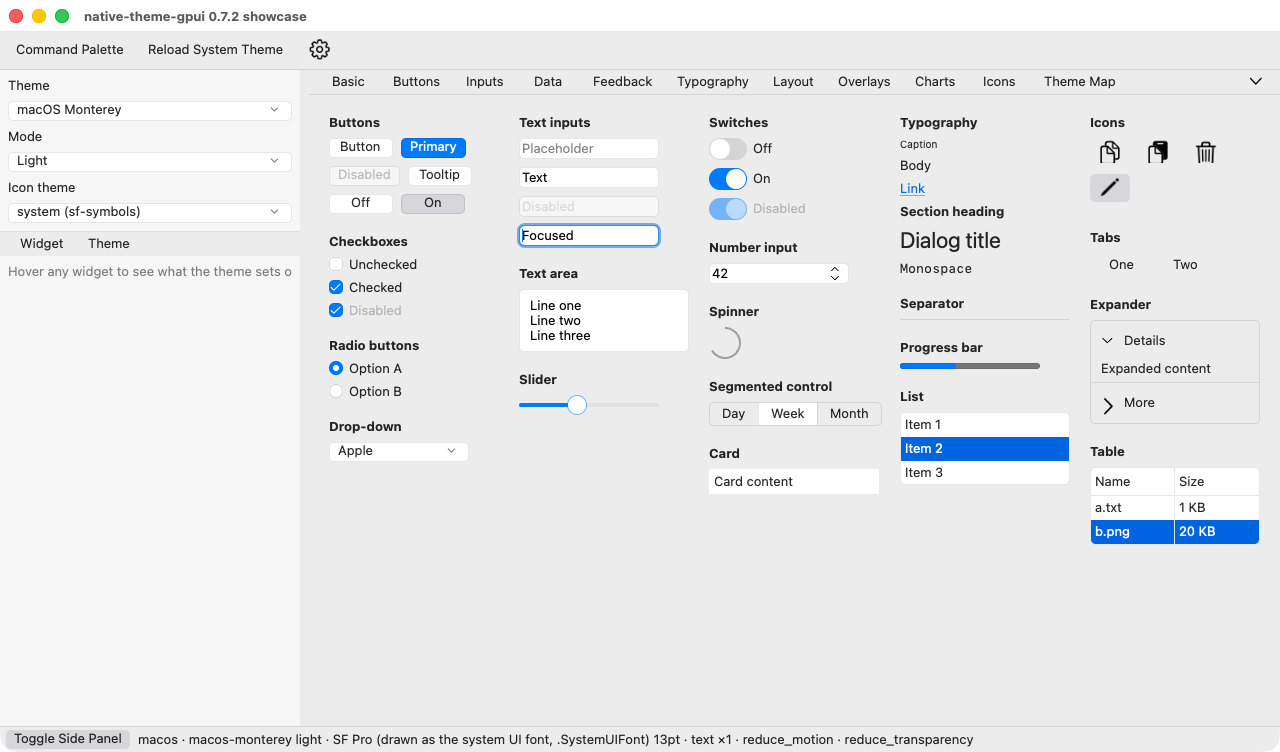 native-theme-gpui 0.7.2 showcase
Command Palette Reload System Theme
Theme
macOS Monterey
Mode
Light
Icon theme
system (sf-symbols)
Widget Theme
Hover any widget to see what the theme sets o
Basic Buttons Inputs Data Feedback Typography Layout Overlays Charts Icons Theme Map
Buttons
Button Primary
Disabled Tooltip
Off On
Checkboxes
Unchecked
Checked
Disabled
Radio buttons
Option A
Option B
Drop-down
Apple
Text inputs
Placeholder
Text
Disabled
Focused
Text area
Line one
Line two
Line three
Slider
Switches
Off
On
Disabled
Number input
42
Spinner
Segmented control
Day Week Month
Card
Card content
Typography
Caption
Body
Link
Section heading
Dialog title
Monospace
Separator
Progress bar
List
Item 1
Item 2
Item 3
Icons
Tabs
One Two
Expander
Details
Expanded content
More
Table
Name Size
a.txt 1 KB
b.png 20 KB
Toggle Side Panel macos · macos-monterey light · SF Pro (drawn as the system UI font, .SystemUIFont) 13pt · text ×1 · reduce_motion · reduce_transparency